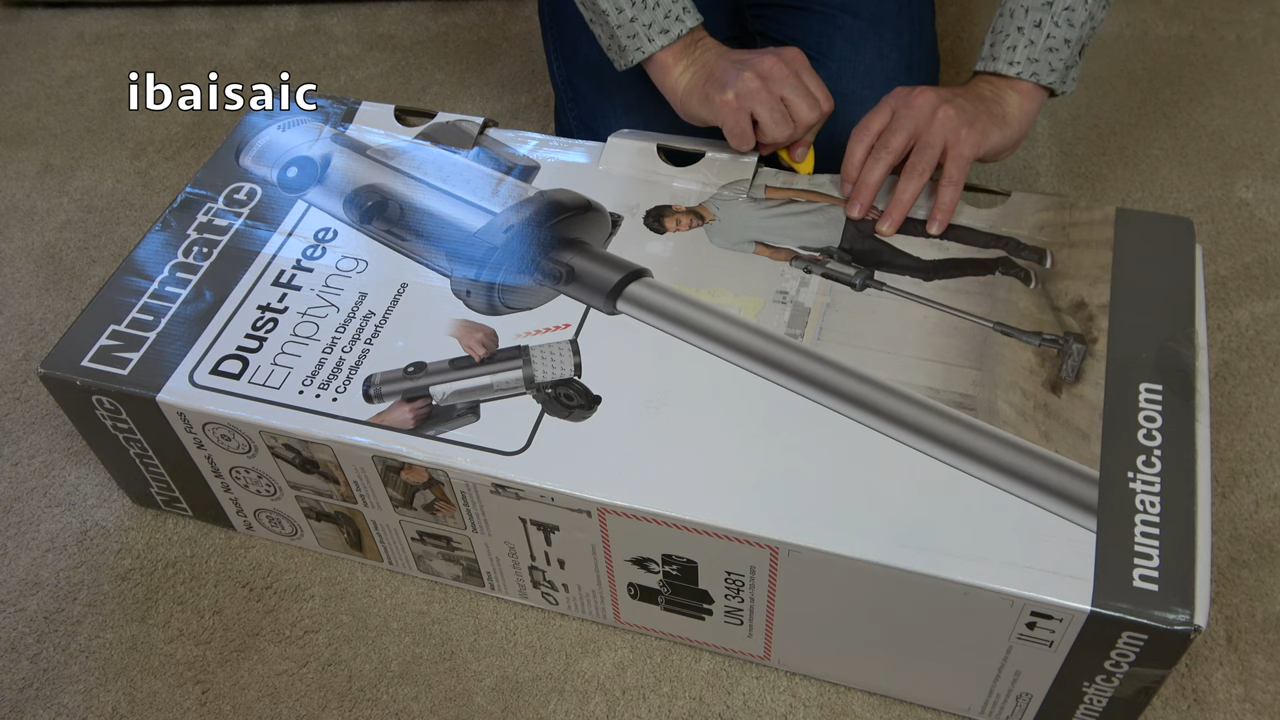 ibaisaic
Numatic
Dust-Free
Emptying
• Clean Dirt Disposal
• Bigger Capacity
• Cordless Performance
numatic.com
Numatic
No Dust, No Mess, No Fuss
What's in the Box?
UN 3481
numatic.com